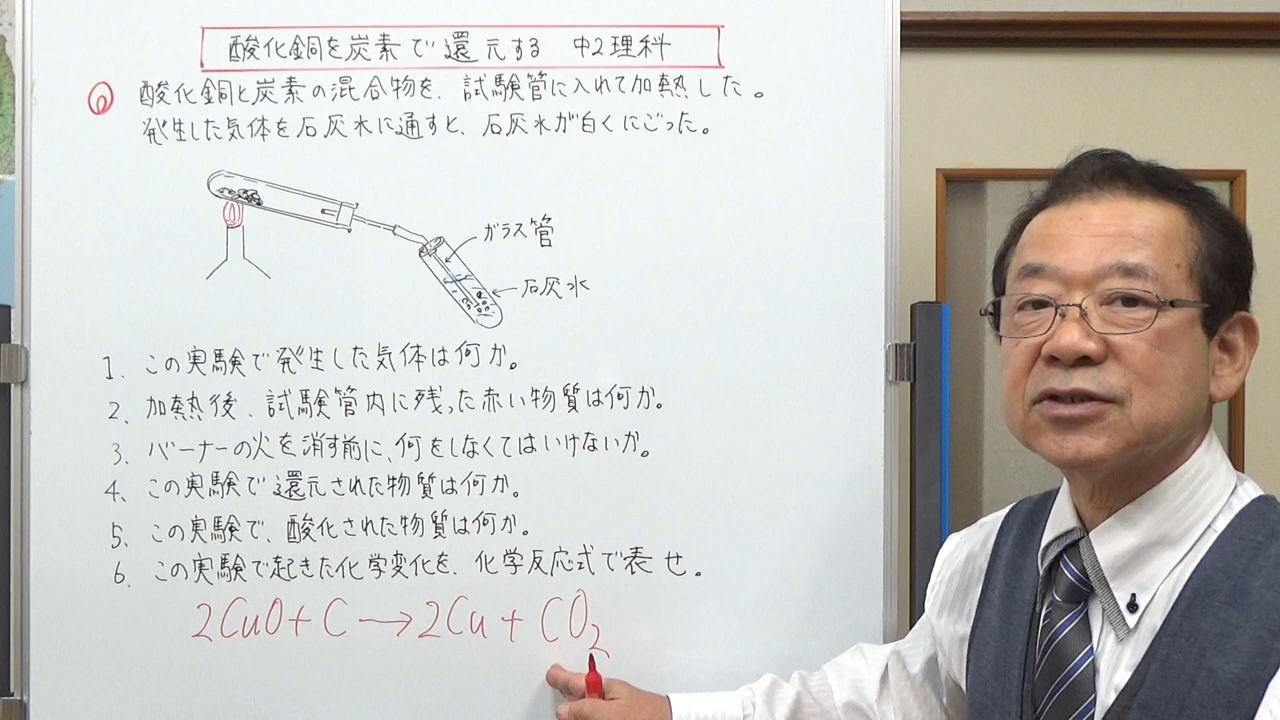 酸化銅を炭素で還元する 中2理科
Q 酸化銅と炭素の混合物を、試験管に入れて加熱した。
発生した気体を石灰水に通すと、石灰水が白くにごった。
ガラス管
石灰水
1、この実験で発生した気体は何か。
2、加熱後、試験管内に残った赤い物質は何か。
3、バーナーの火を消す前に、何をしなくてはいけないか。
4、この実験で還元された物質は何か。
5、この実験で、酸化された物質は何か。
6、この実験で起きた化学変化を、化学反応式で表せ。
2CuO+C→2Cu+CO₂